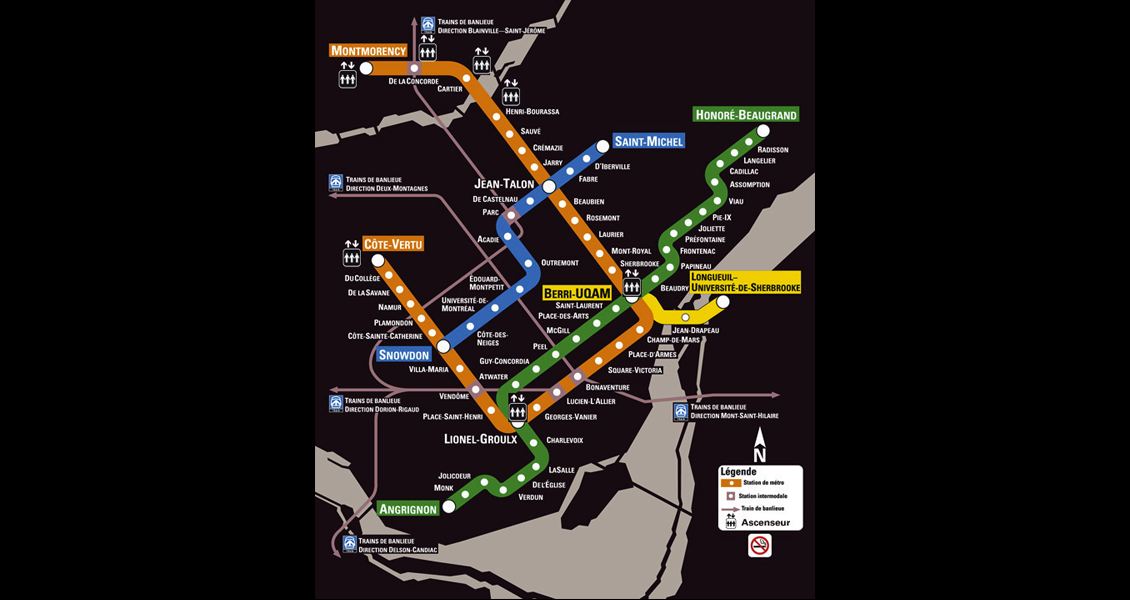 TRAINS DE BANLIEUE
DIRECTION BLAINVILLE—SAINT-JÉRÔME
MONTMORENCY
DE LA CONCORDE
CARTIER
HENRI-BOURASSA
SAUVÉ
CRÉMAZIE
JARRY
HONORÉ-BEAUGRAND
RADISSON
LANGELIER
CADILLAC
ASSOMPTION
VIAU
PIE-IX
JOLIETTE
PRÉFONTAINE
FRONTENAC
PAPINEAU
BEAUDRY
SAINT-MICHEL
D'IBERVILLE
FABRE
JEAN-TALON
DE CASTELNAU
PARC
ACADIE
OUTREMONT
ÉDOUARD-
MONTPETIT
UNIVERSITÉ-DE-
MONTRÉAL
CÔTE-DES-
NEIGES
BEAUBIEN
ROSEMONT
LAURIER
MONT-ROYAL
SHERBROOKE
TRAINS DE BANLIEUE
DIRECTION DEUX-MONTAGNES
CÔTE-VERTU
DU COLLÈGE
DE LA SAVANE
NAMUR
PLAMONDON
CÔTE-SAINTE-CATHERINE
SNOWDON
VILLA-MARIA
VENDÔME
PLACE-SAINT-HENRI
LIONEL-GROULX
LONGUEUIL–
UNIVERSITÉ-DE-SHERBROOKE
JEAN-DRAPEAU
BERRI-UQAM
SAINT-LAURENT
PLACE-DES-ARTS
MCGILL
PEEL
GUY-CONCORDIA
ATWATER
CHAMP-DE-MARS
PLACE-D'ARMES
SQUARE-VICTORIA
BONAVENTURE
LUCIEN-L'ALLIER
GEORGES-VANIER
TRAINS DE BANLIEUE
DIRECTION DORION-RIGAUD
TRAINS DE BANLIEUE
DIRECTION MONT-SAINT-HILAIRE
CHARLEVOIX
LASALLE
DE L'ÉGLISE
VERDUN
JOLICOEUR
MONK
ANGRIGNON
TRAINS DE BANLIEUE
DIRECTION DELSON-CANDIAC
N
Légende
Station de métro
Station intermodale
Train de banlieue
Ascenseur